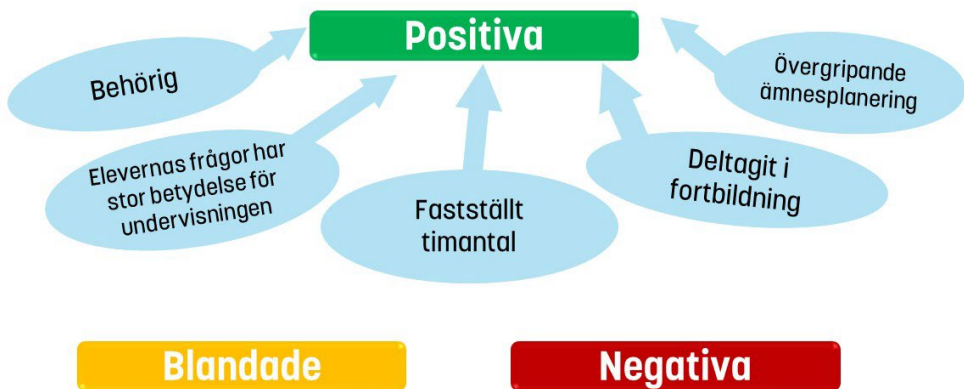 Positiva
Behörig
Övergripande
ämnesplanering
Elevernas frågor har
stor betydelse för
undervisningen
Fastställt
timantal
Deltagit i
fortbildning
Blandade
Negativa